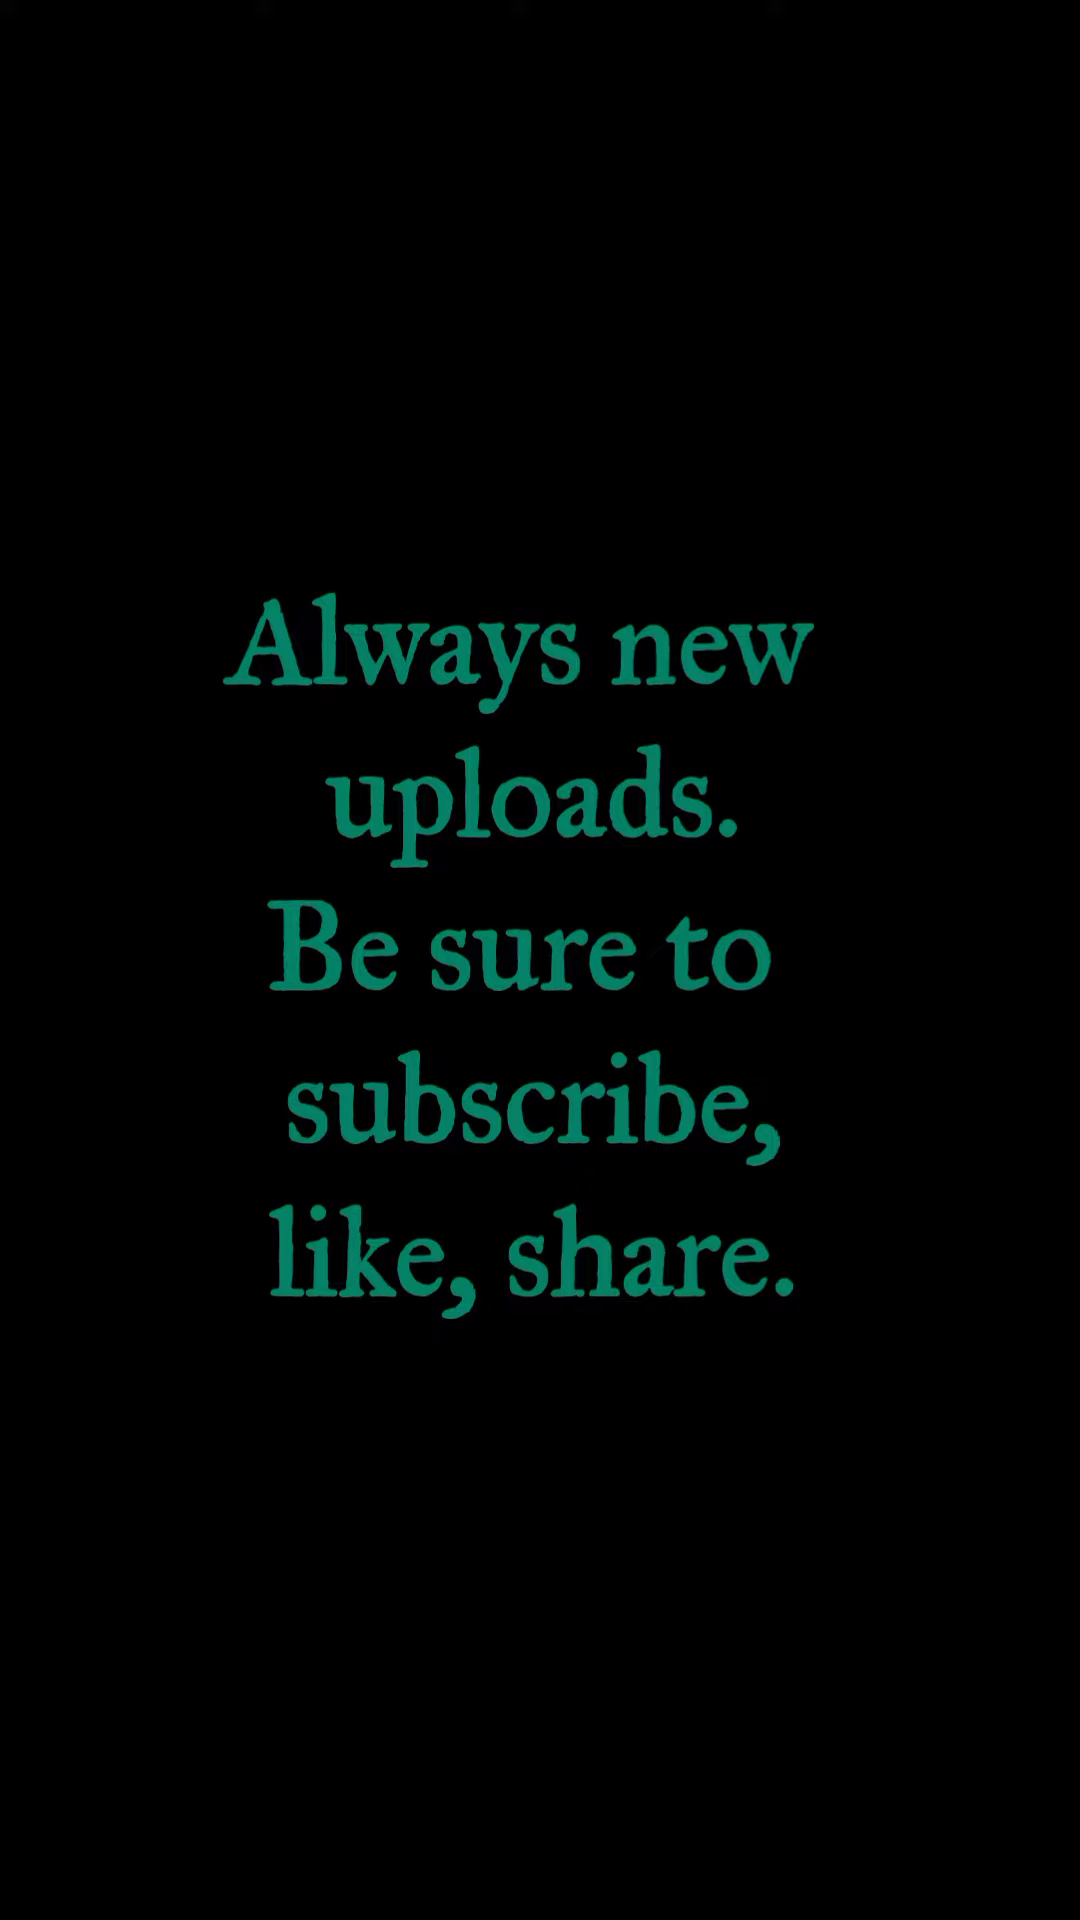 Always new
uploads.
Be sure to
subscribe,
like, share.